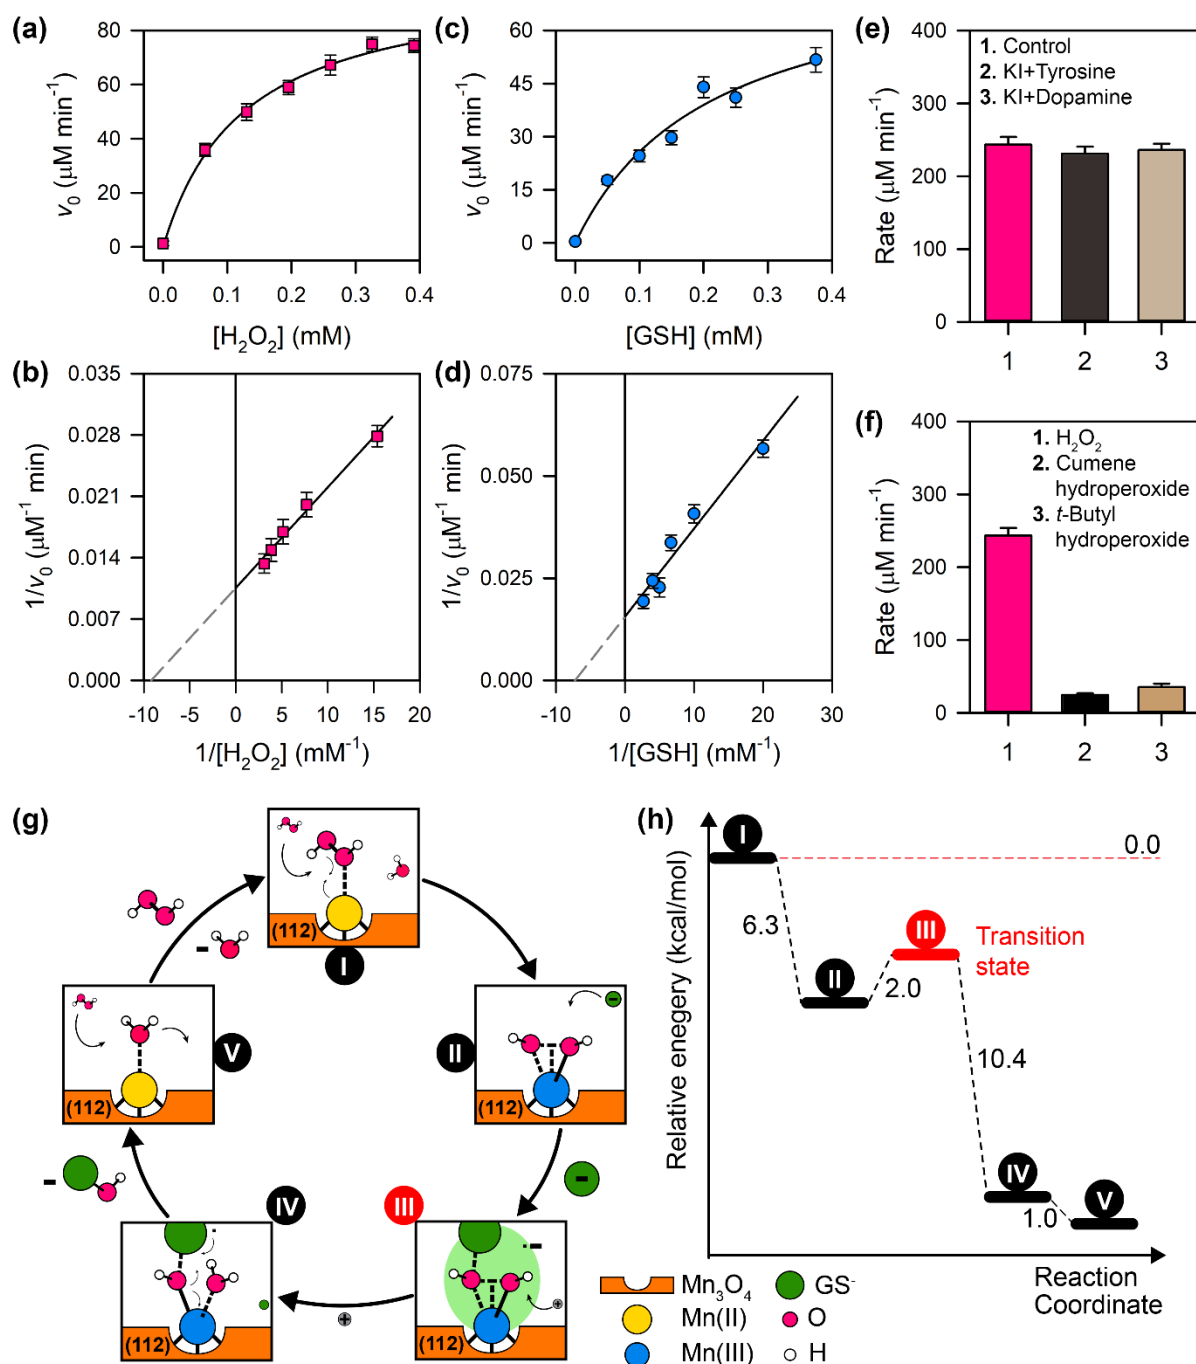 (a)
80
60
40
20
0
v0 (μM min⁻¹)
0.0 0.1 0.2 0.3 0.4
[H₂O₂] (mM)
(c)
60
45
30
15
0
v0 (μM min⁻¹)
0.0 0.1 0.2 0.3 0.4
[GSH] (mM)
(e)
400
300
200
100
0
Rate (μM min⁻¹)
1. Control
2. KI+Tyrosine
3. KI+Dopamine
1 2 3
(b)
0.035
0.028
0.021
0.014
0.007
0.000
1/v0 (μM⁻¹ min)
-10 -5 0 5 10 15 20
1/[H₂O₂] (mM⁻¹)
(d)
0.075
0.050
0.025
0.000
1/v0 (μM⁻¹ min)
-10 0 10 20 30
1/[GSH] (mM⁻¹)
(f)
400
300
200
100
0
Rate (μM min⁻¹)
1. H₂O₂
2. Cumene
hydroperoxide
3. t-Butyl
hydroperoxide
1 2 3
(g)
(112)
I
-
(112)
V
II
(112)
-
-
-
IV
III
(112)
+
(112)
·-
+
Mn₃O₄
GS⁻
Mn(II)
O
Mn(III)
H
(h)
Relative enegery (kcal/mol)
I
0.0
6.3
III
Transition
state
II
2.0
10.4
IV
V
1.0
Reaction
Coordinate